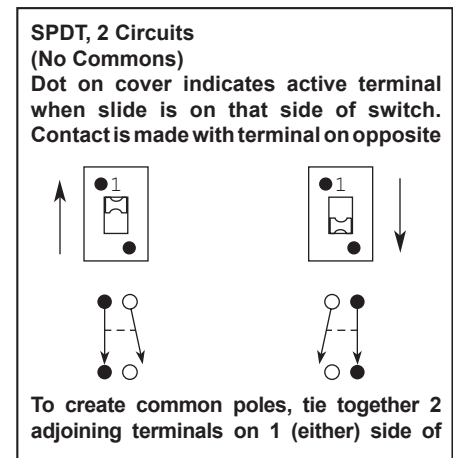 SPDT, 2 Circuits
(No Commons)
Dot on cover indicates active terminal
when slide is on that side of switch.
Contact is made with terminal on opposite
1
1
To create common poles, tie together 2
adjoining terminals on 1 (either) side of